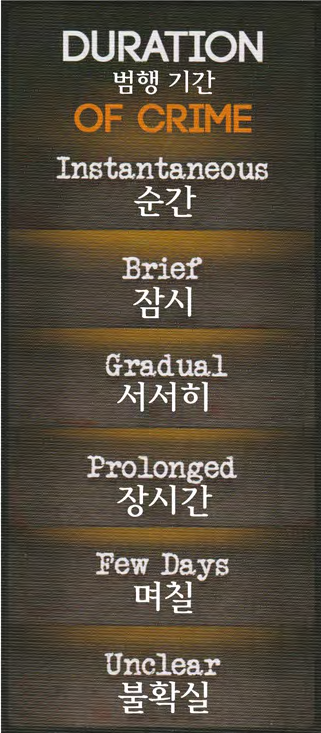 DURATION
범행 기간
OF CRIME
Instantaneous
순간
Brief
잠시
Gradual
서서히
Prolonged
장시간
Few Days
며칠
Unclear
불확실